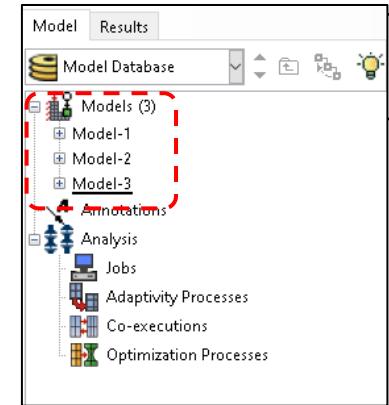 Model Results
Model Database
Models (3)
Model-1
Model-2
Model-3
Annotations
Analysis
Jobs
Adaptivity Processes
Co-executions
Optimization Processes